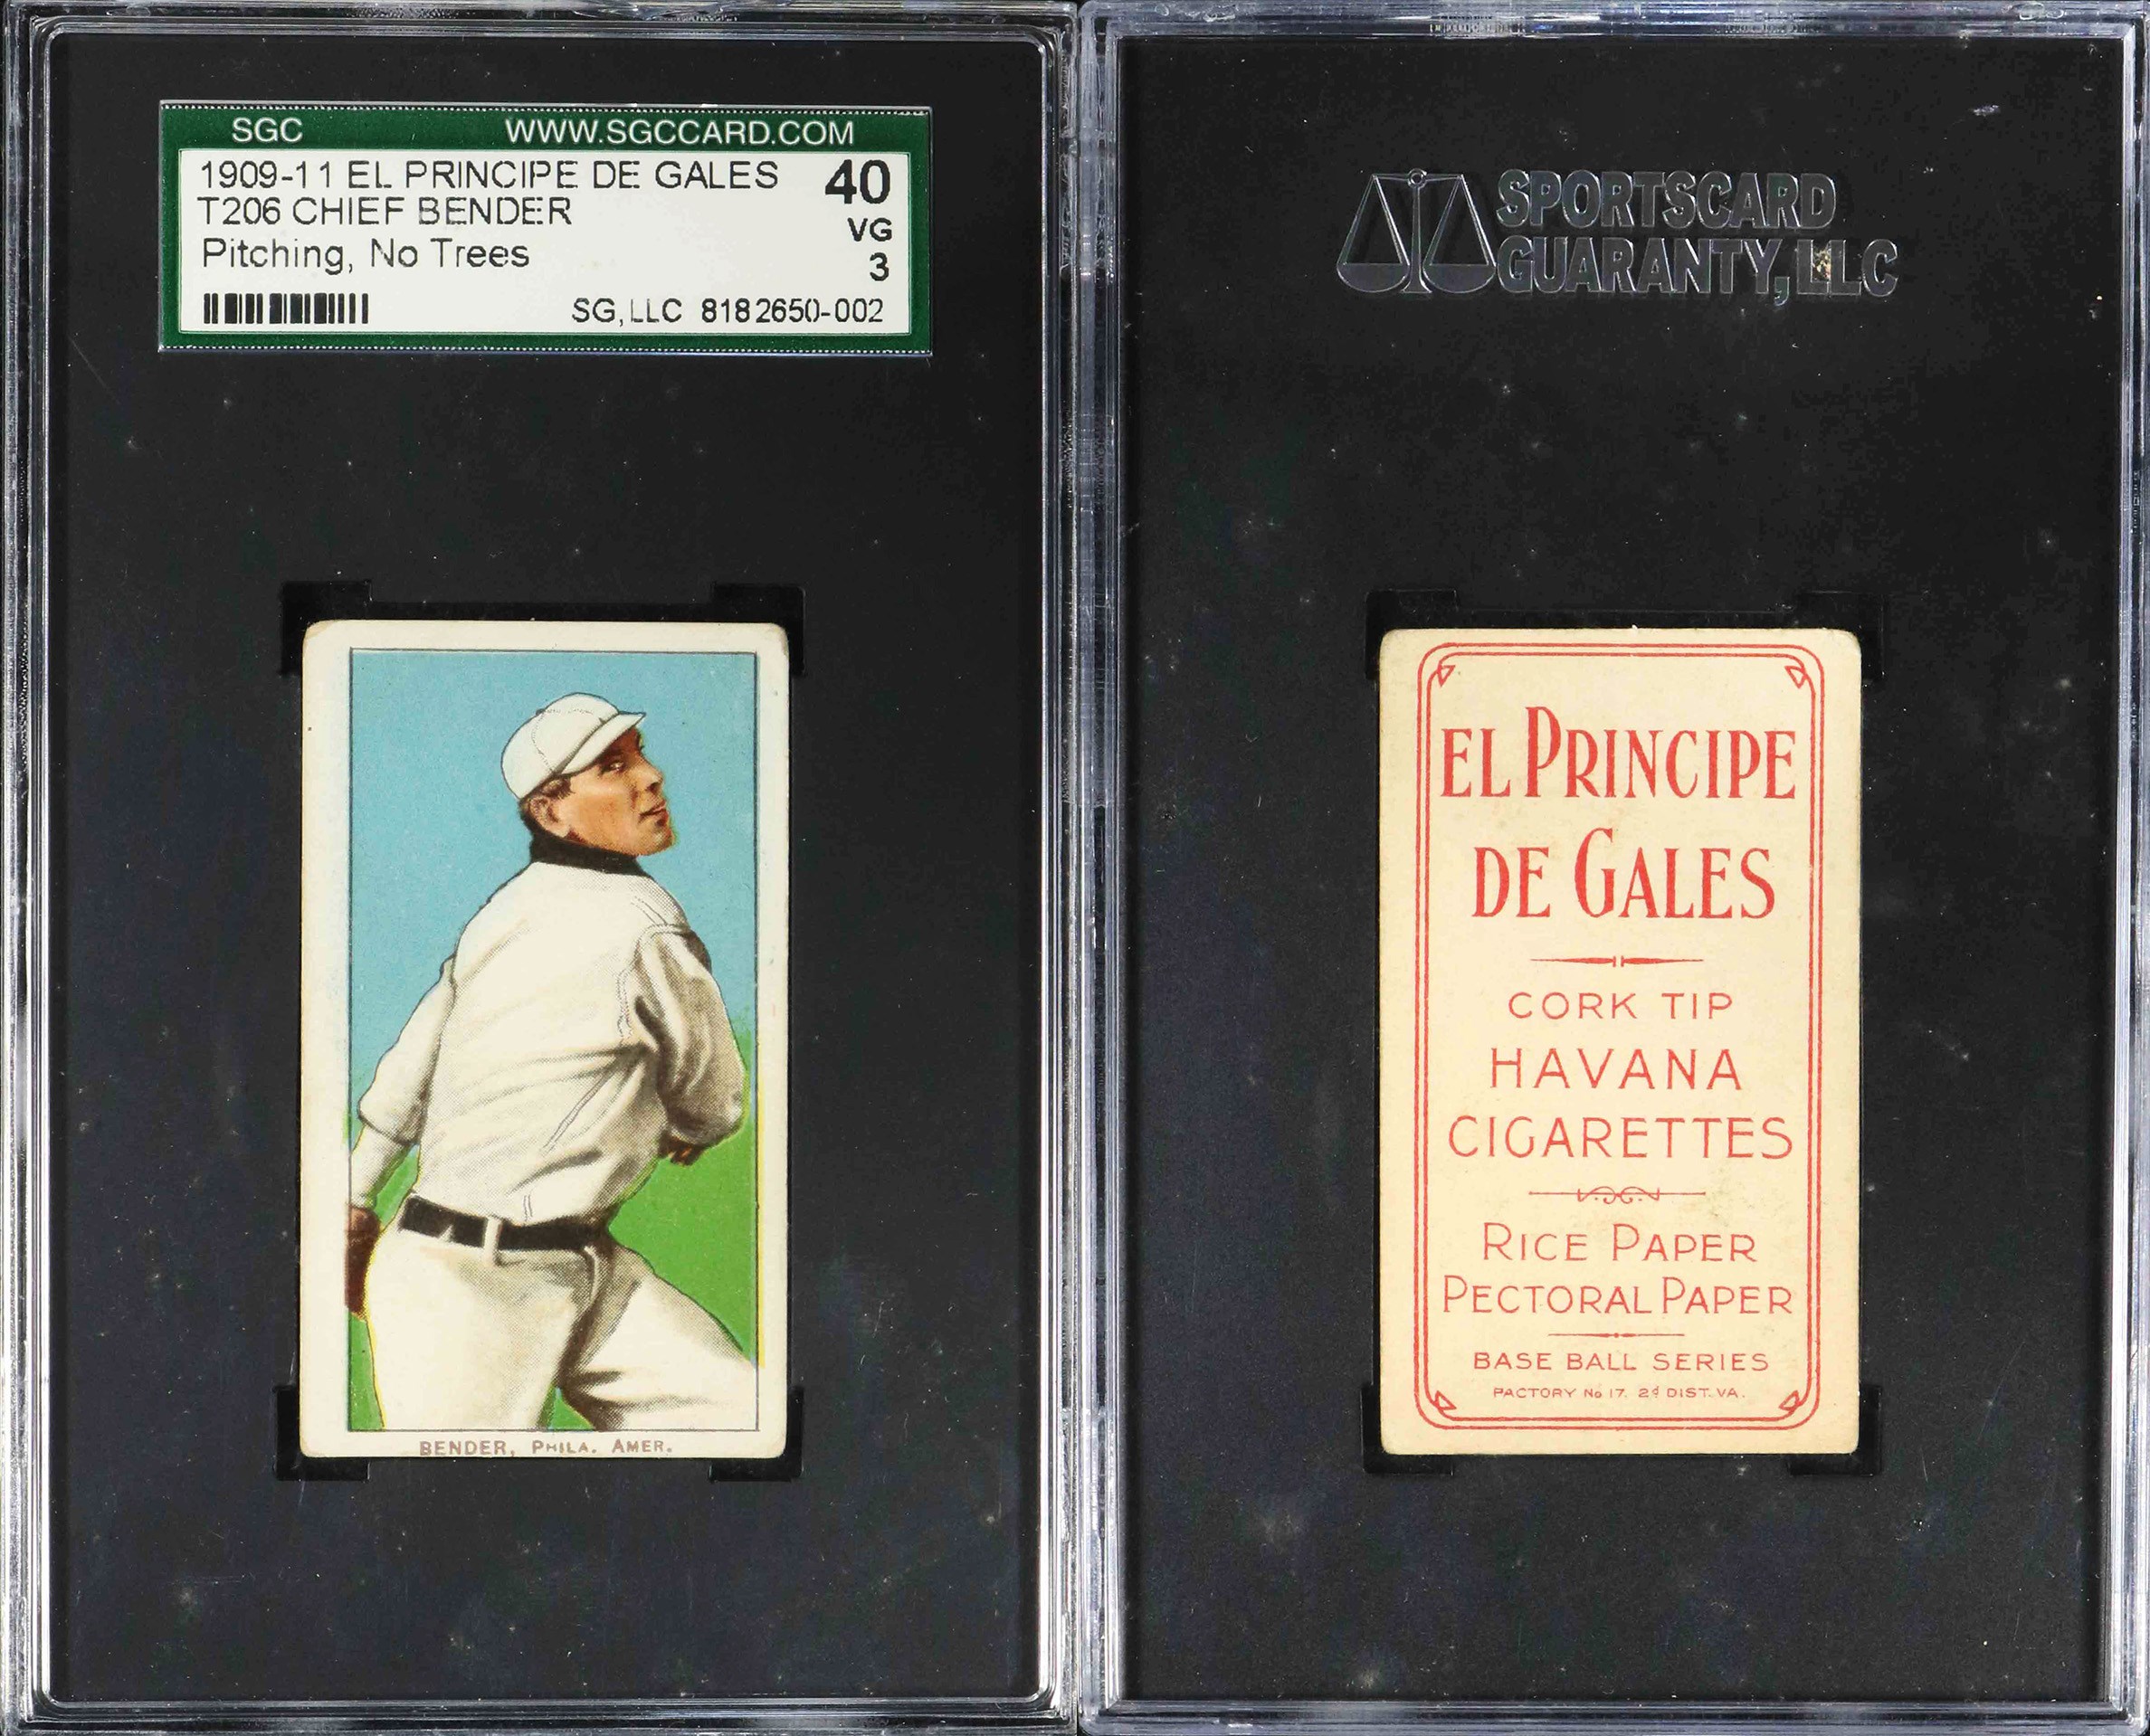 SGC WWW.SGCCARD.COM
1909-11 EL PRINCIPE DE GALES 40
T206 CHIEF BENDER VG
Pitching, No Trees 3
SG,LLC 8182650-002
BENDER, PHILA. AMER.
SPORTSCARD
GUARANTY, LLC
EL PRINCIPE
DE GALES
CORK TIP
HAVANA
CIGARETTES
RICE PAPER
PECTORAL PAPER
BASE BALL SERIES
FACTORY No 17. 2d DIST. VA.